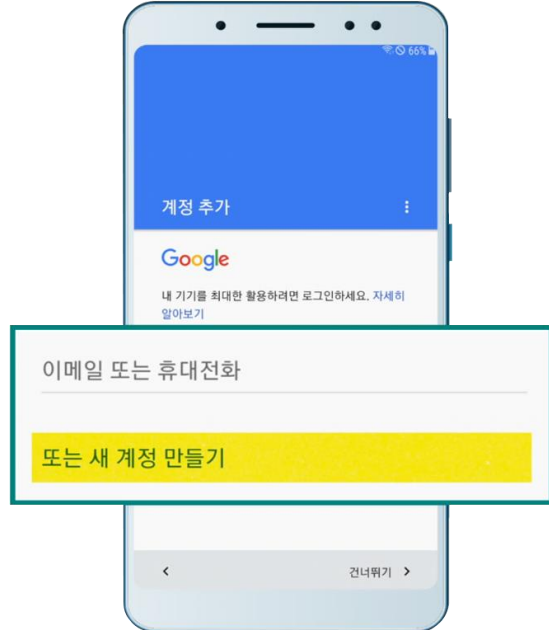 66%
계정 추가
Google
내 기기를 최대한 활용하려면 로그인하세요. 자세히
알아보기
이메일 또는 휴대전화
또는 새 계정 만들기
건너뛰기